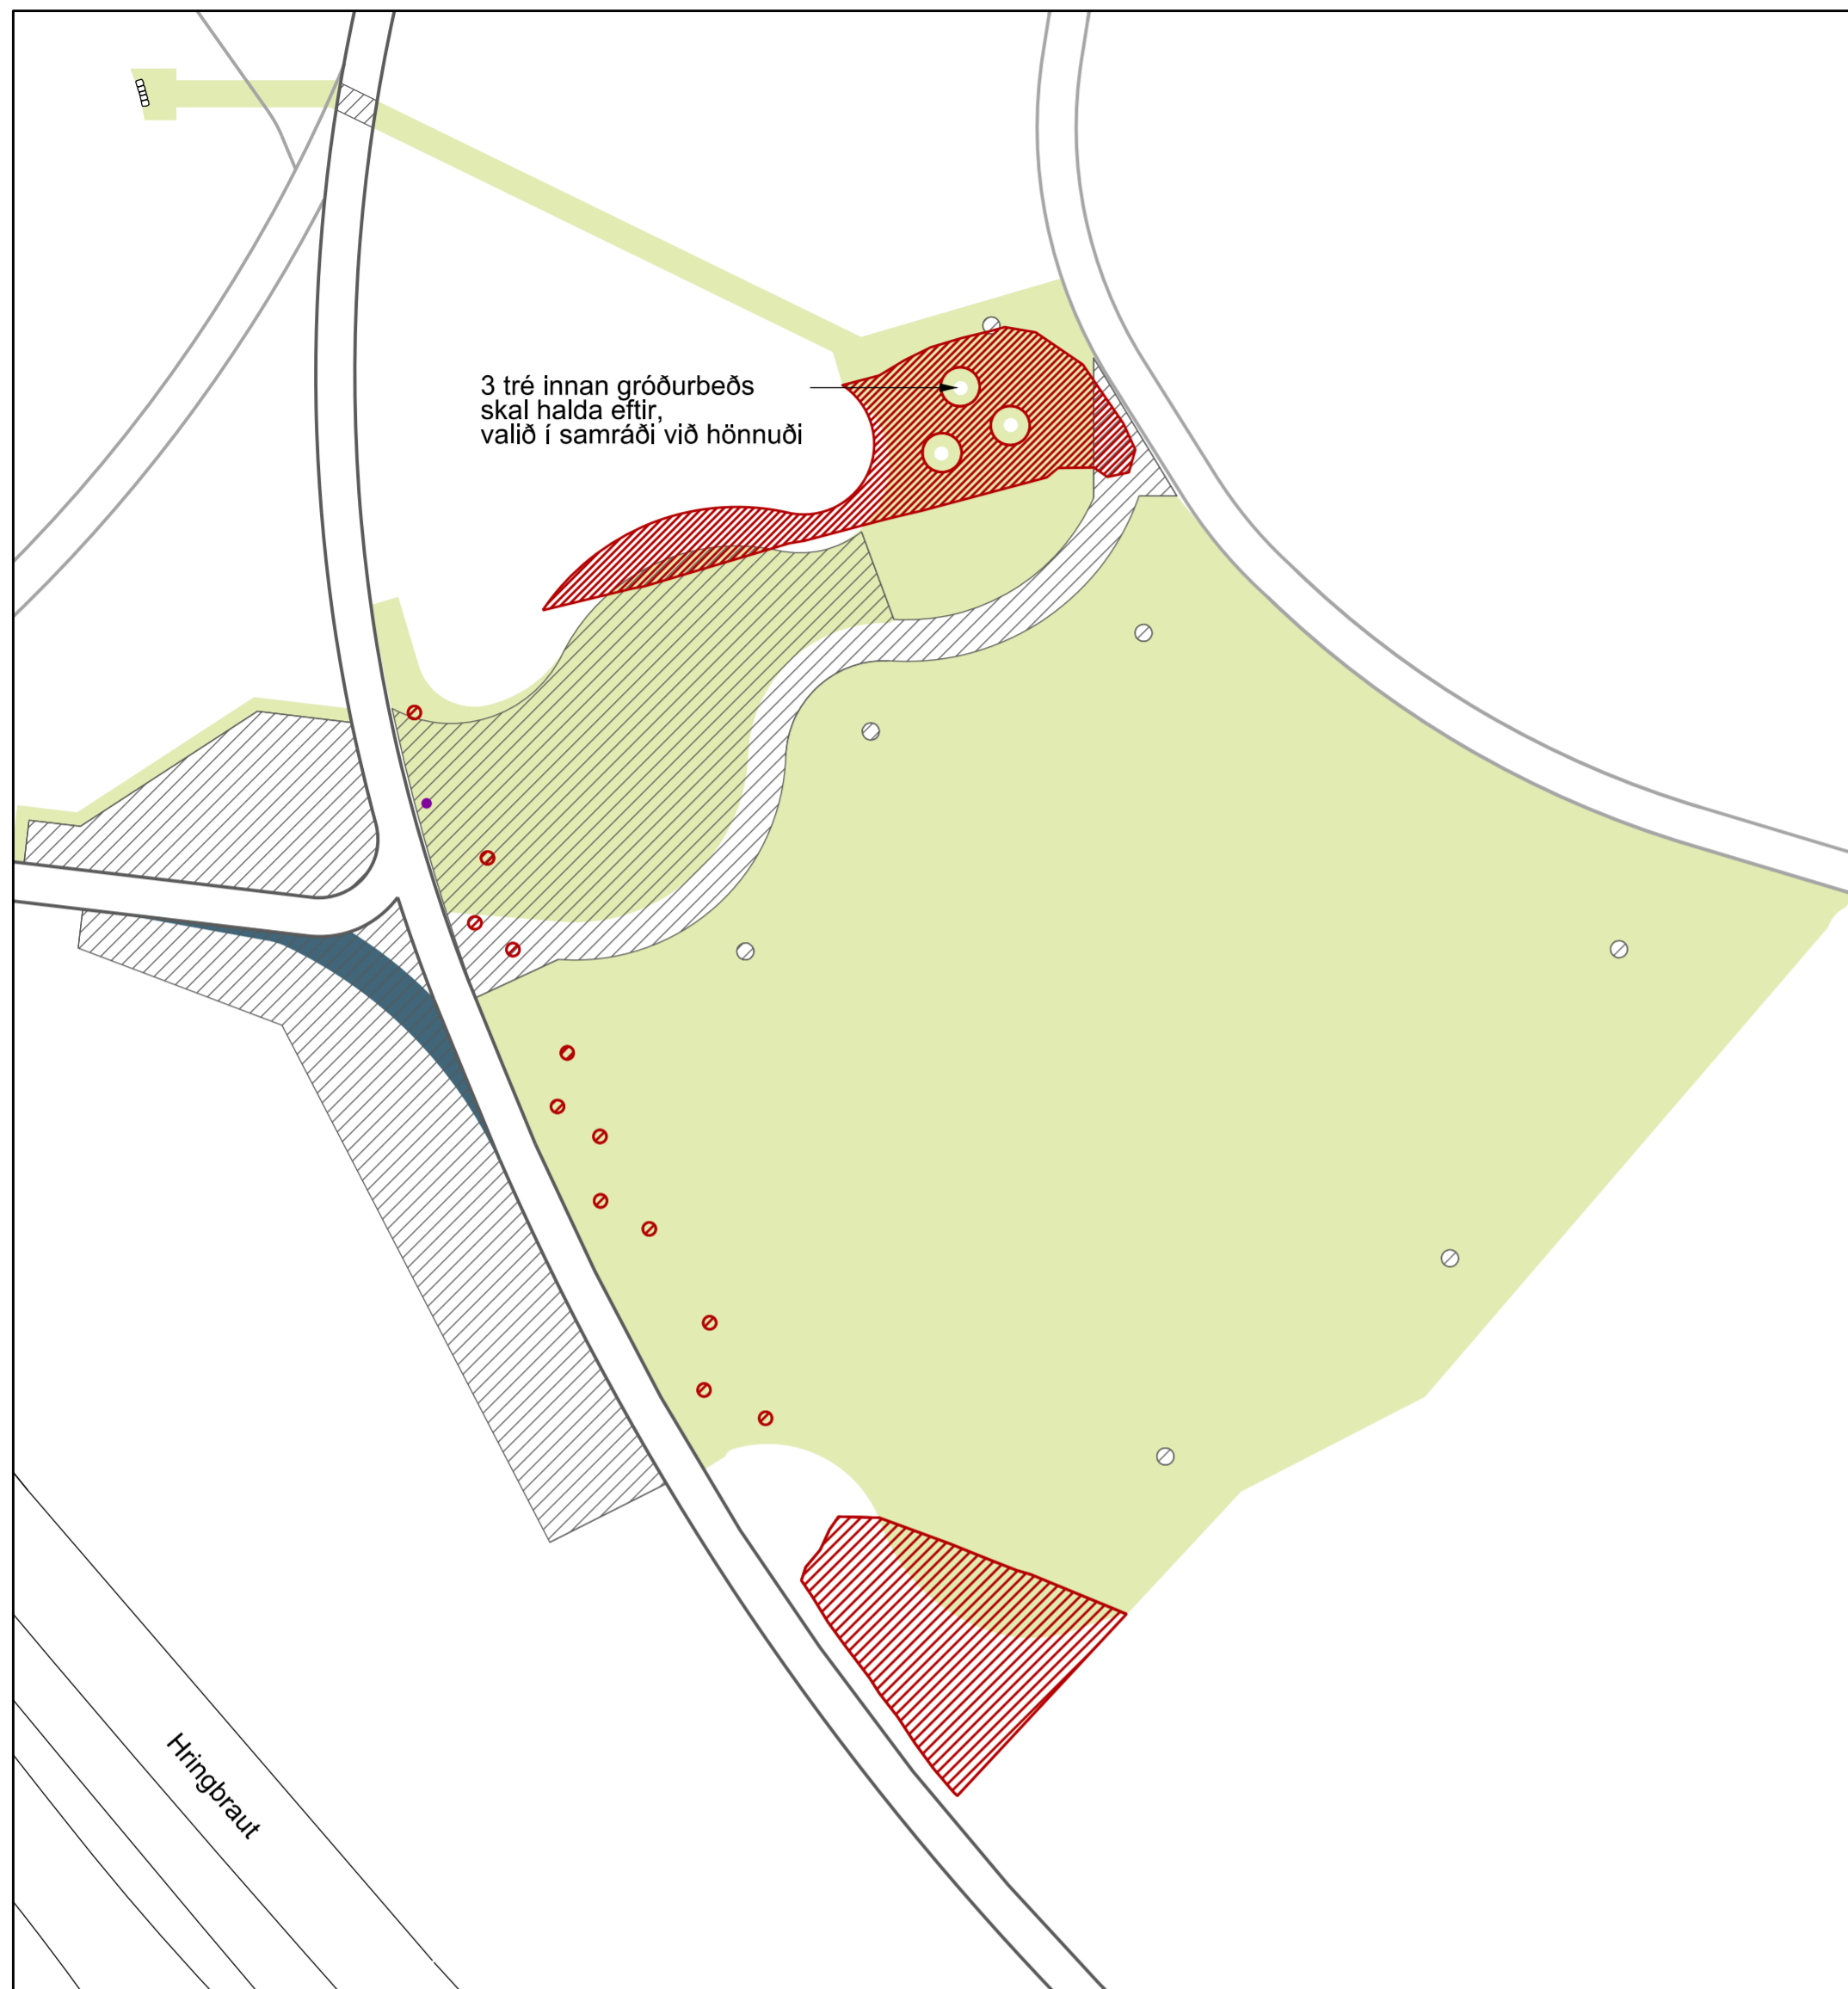 3 tré innan gróðurbeðs
skal halda eftir,
valið í samráði við hönnuði
Hringbraut